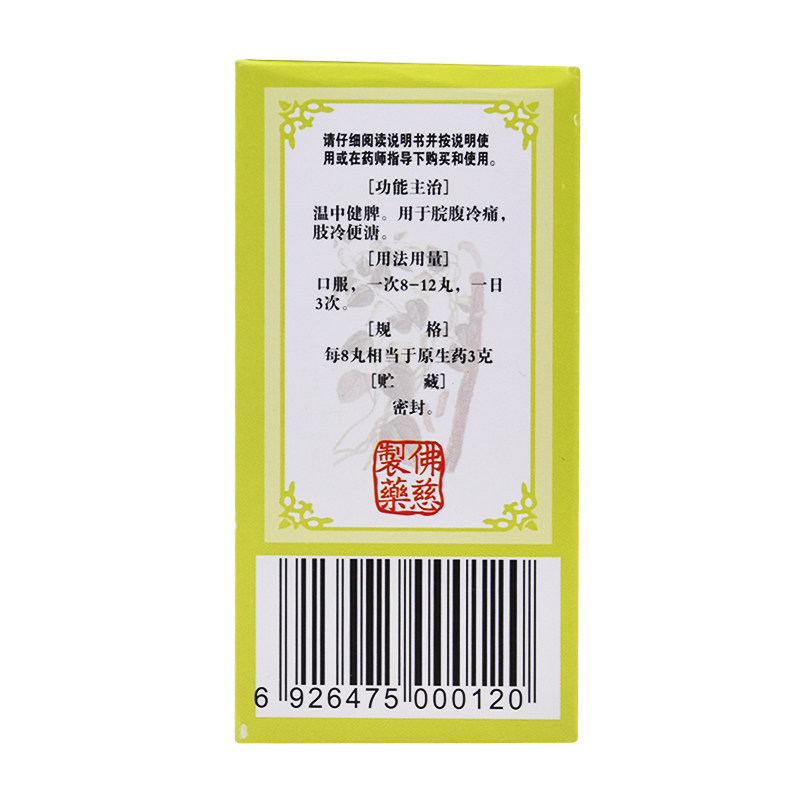 请仔细阅读说明书并按说明使
用或在药师指导下购买和使用。
[功能主治]
温中健脾。用于脘腹冷痛，
肢冷便溏。
[用法用量]
口服，一次8-12丸，一日
3次。
[规 格]
每8丸相当于原生药3克
[贮 藏]
密封。
佛慈
製藥
6 926475 000120